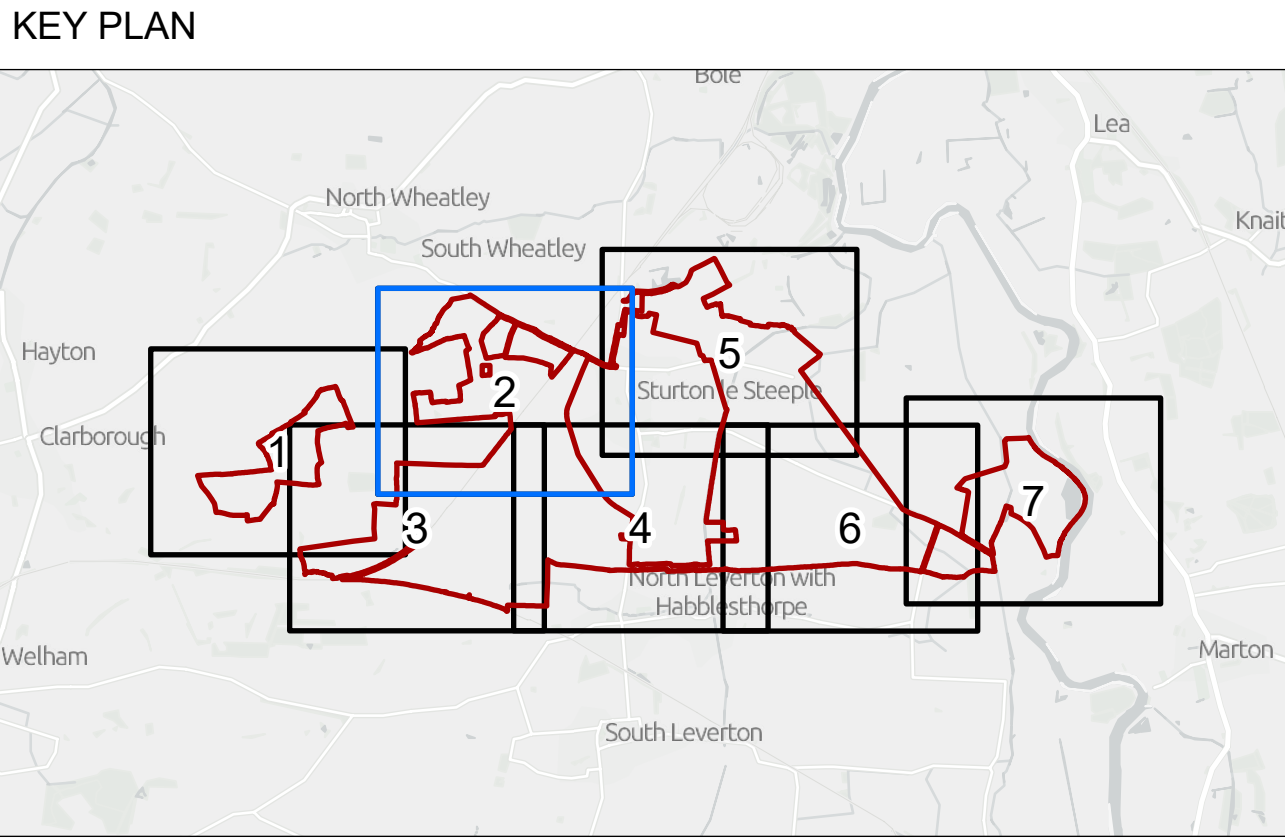 KEY PLAN
Bole
Lea
North Wheatley
Knait
South Wheatley
Hayton
5
2
Sturton le Steeple
Clarborough
1
7
3
4
6
North Leverton with
Habblesthorpe
Welham
Marton
South Leverton